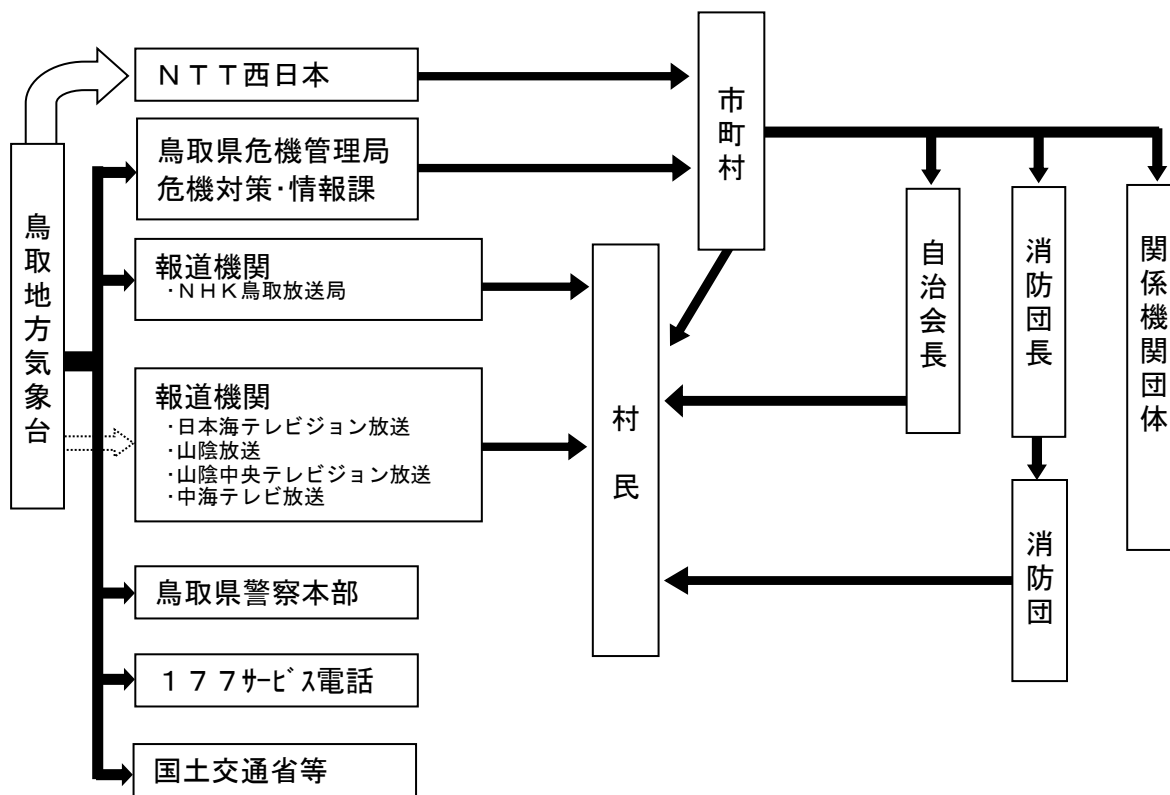 ＮＴＴ西日本
鳥取県危機管理局
危機対策・情報課
報道機関
・ＮＨＫ鳥取放送局
報道機関
・日本海テレビジョン放送
・山陰放送
・山陰中央テレビジョン放送
・中海テレビ放送
鳥取県警察本部
１７７ｻｰﾋﾞｽ電話
国土交通省等
鳥取地方気象台
市町村
村民
自治会長
消防団長
消防団
関係機関団体